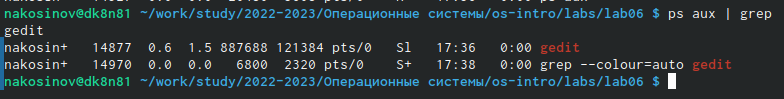 nakosinov@dk8n81 ~/work/study/2022-2023/Операционные системы/os-intro/labs/lab06 $ ps aux | grep
gedit
nakosin+   14877  0.6  1.5 887688 121384 pts/0   Sl   17:36   0:00 gedit
nakosin+   14970  0.0  0.0   6800  2320 pts/0    S+   17:38   0:00 grep --colour=auto gedit
nakosinov@dk8n81 ~/work/study/2022-2023/Операционные системы/os-intro/labs/lab06 $